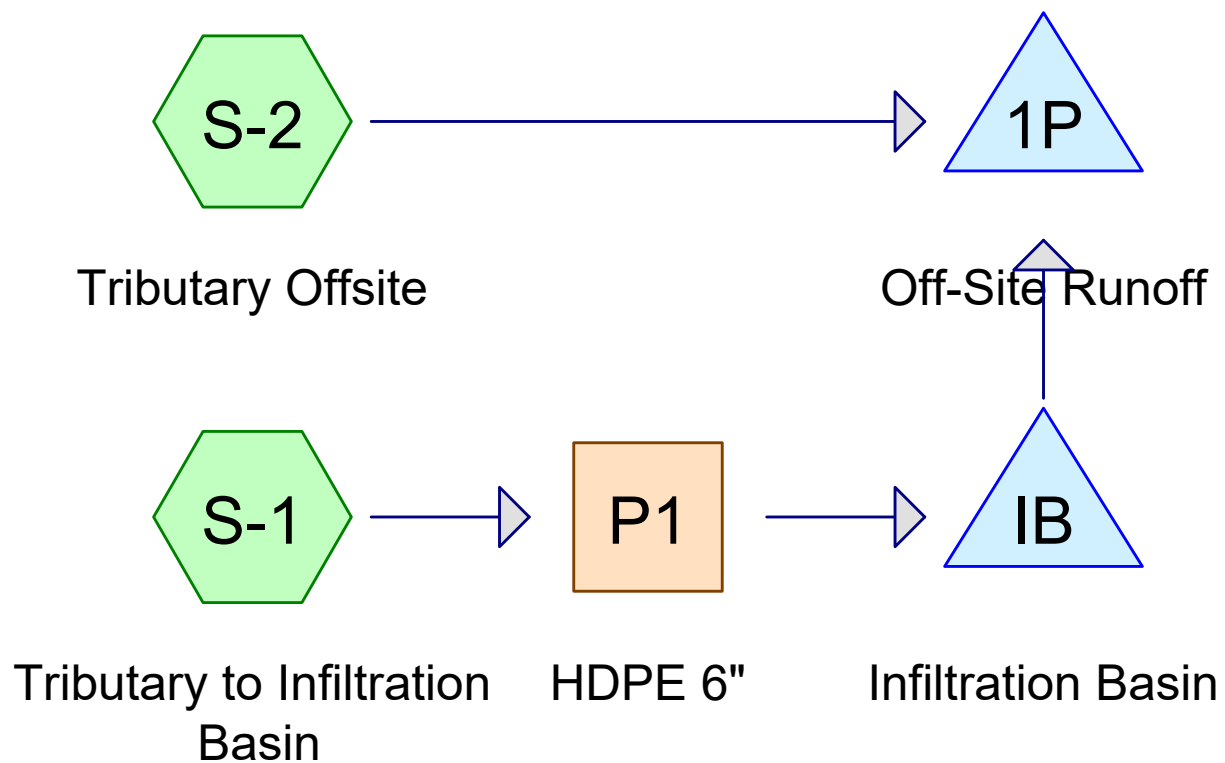 S-2
1P
Tributary Offsite
Off-Site Runoff
S-1
P1
IB
Tributary to Infiltration
Basin
HDPE 6"
Infiltration Basin